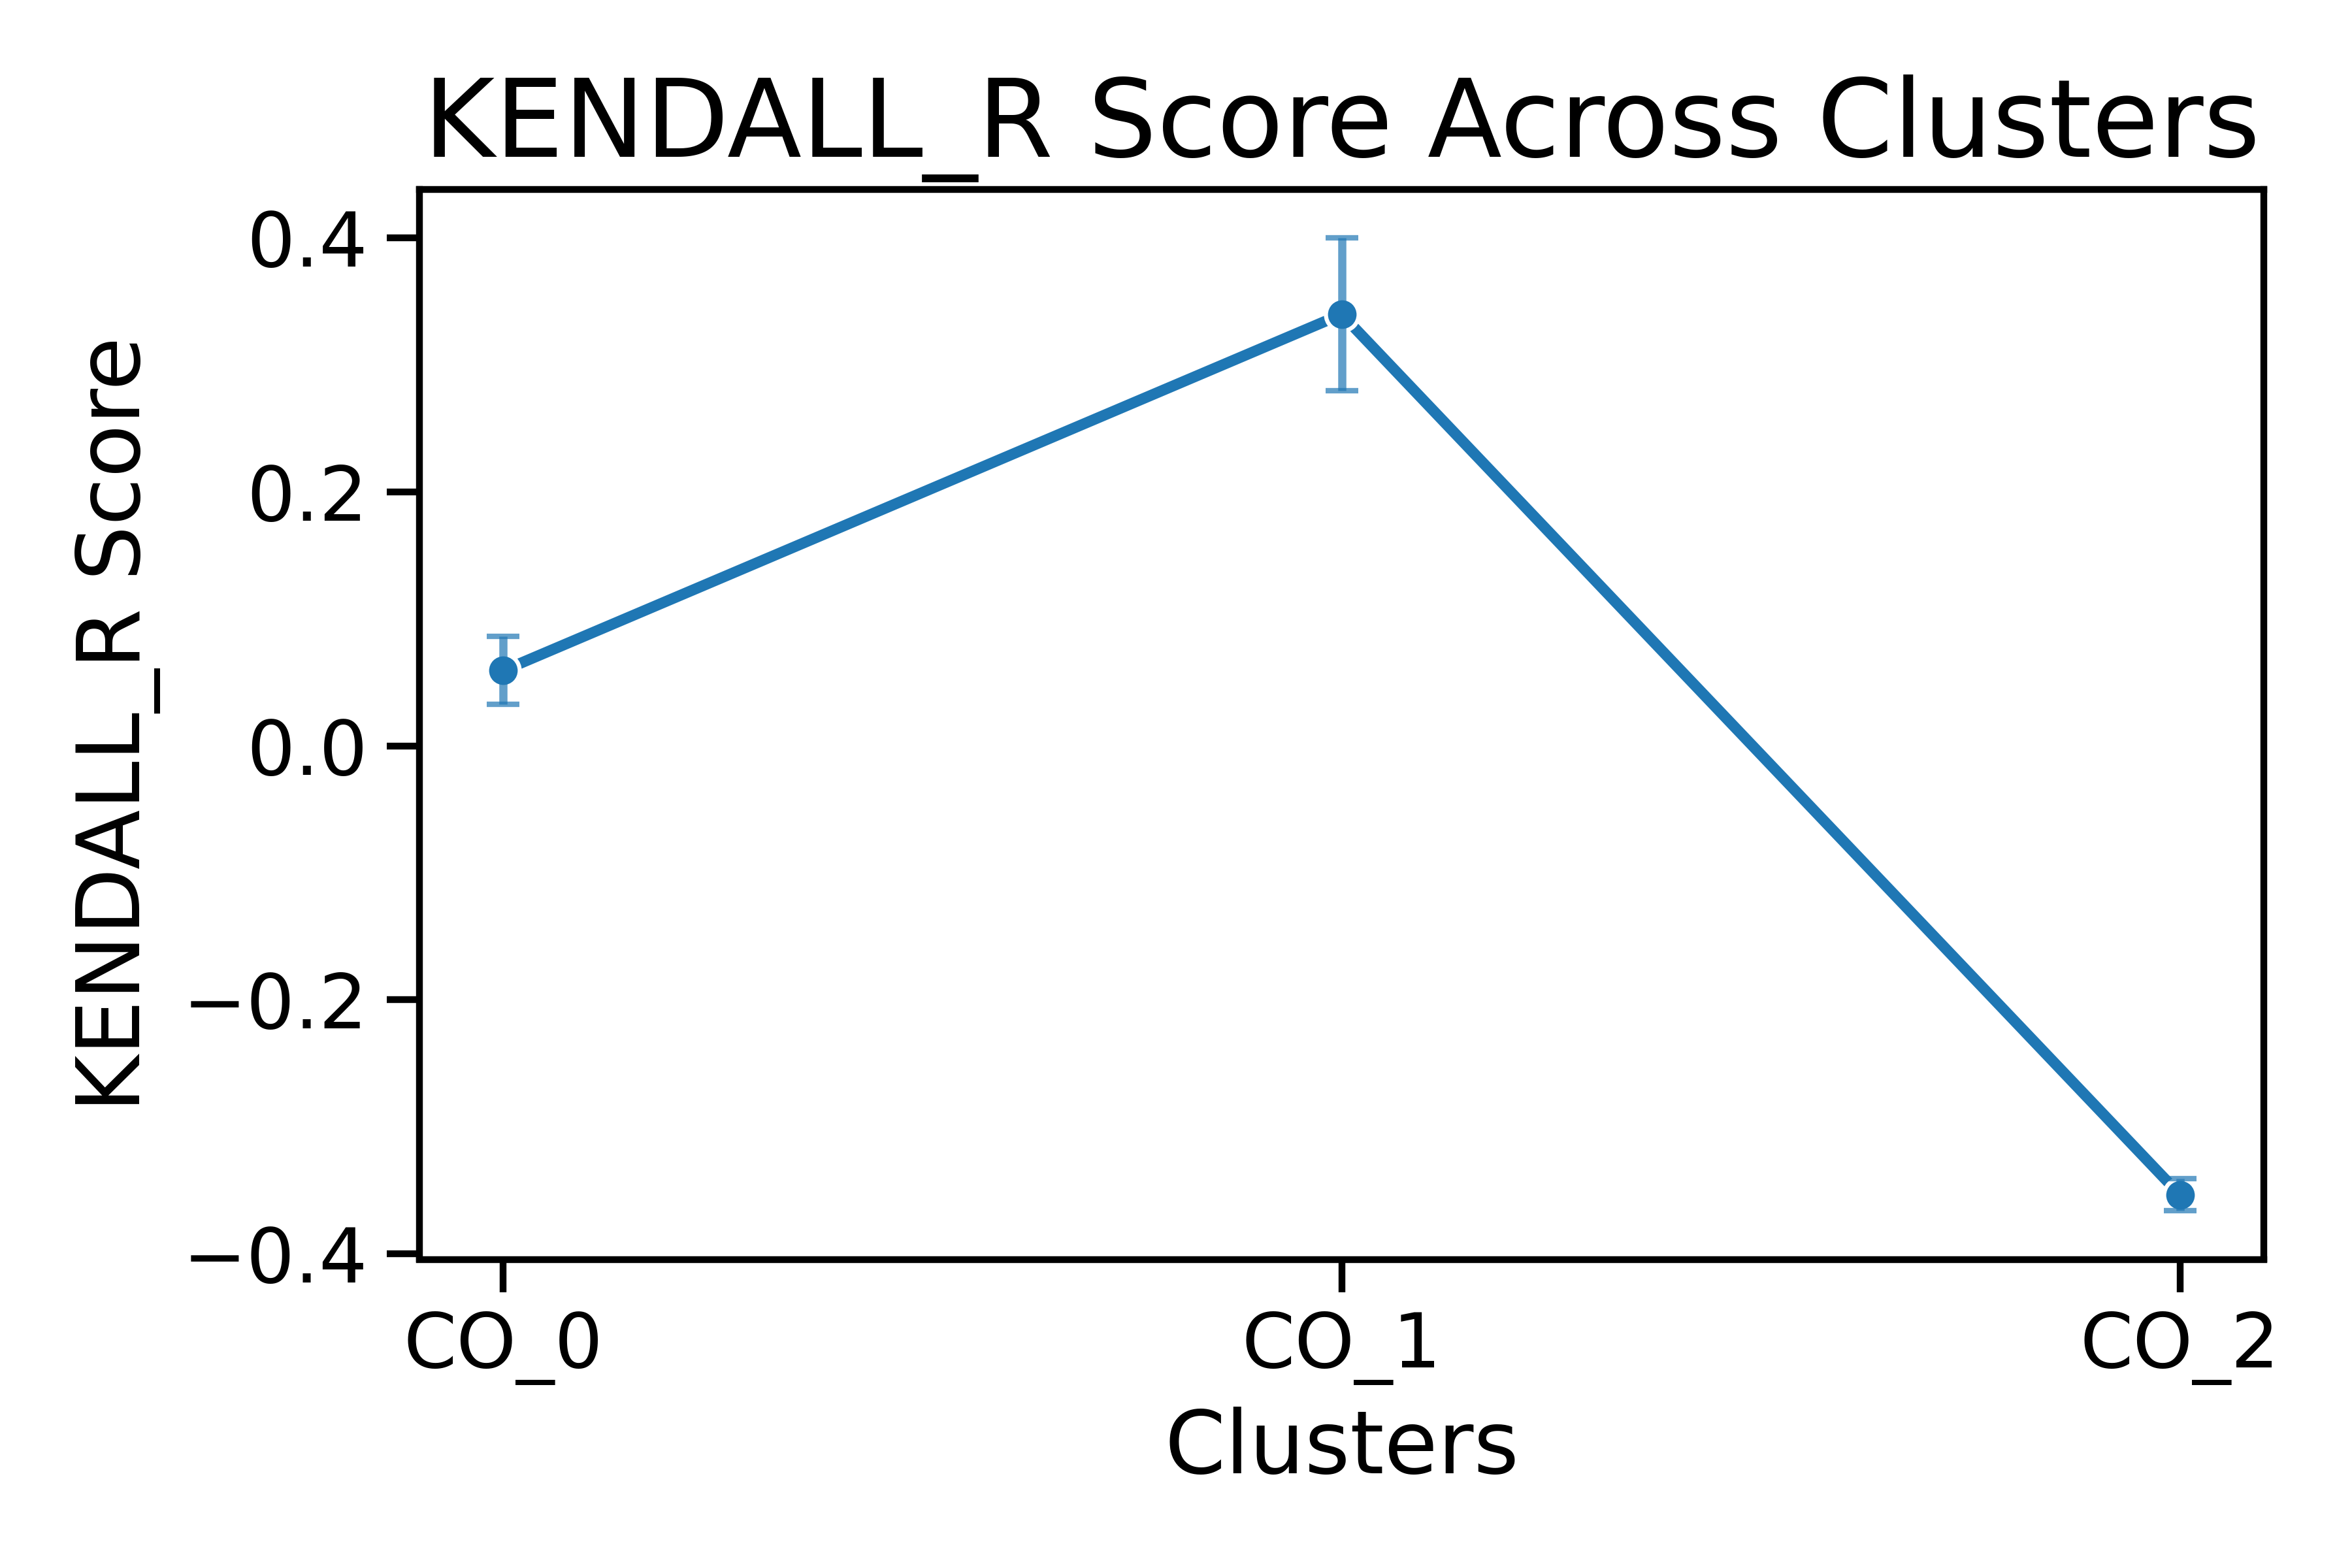 KENDALL_R Score Across Clusters
KENDALL_R Score
0.4
0.2
0.0
−0.2
−0.4
CO_0
CO_1
CO_2
Clusters